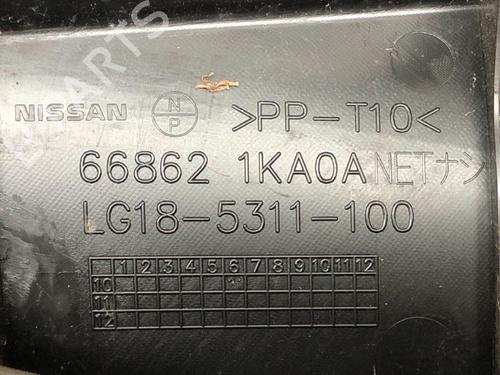 NISSAN N P >PP-T10<
66862 1KA0A NETナシ
LG18-5311-100
1 2 3 4 5 6 7 8 9 10 11 12
10
11
12